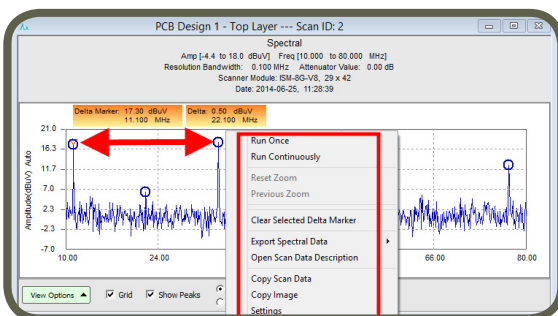 PCB Design 1 - Top Layer --- Scan ID: 2
Spectral
Amp [-4.4 to 18.0 dBuV] Freq [10.000 to 80.000 MHz]
Resolution Bandwidth: 0.100 MHz Attenuator Value: 0.00 dB
Scanner Module: ISM-8G-V8, 29 x 42
Date: 2014-06-25, 11:28:39
Delta Marker: 17.30 dBuV Delta: 0.50 dBuV
11.100 MHz 22.100 MHz
Amplitude(dBuV) Auto
21.0
16.3
11.7
7.0
2.3
-2.3
-7.0
10.00 24.00 66.00 80.00
Run Once
Run Continuously
Reset Zoom
Previous Zoom
Clear Selected Delta Marker
Export Spectral Data
Open Scan Data Description
Copy Scan Data
Copy Image
Settings
View Options Grid Show Peaks